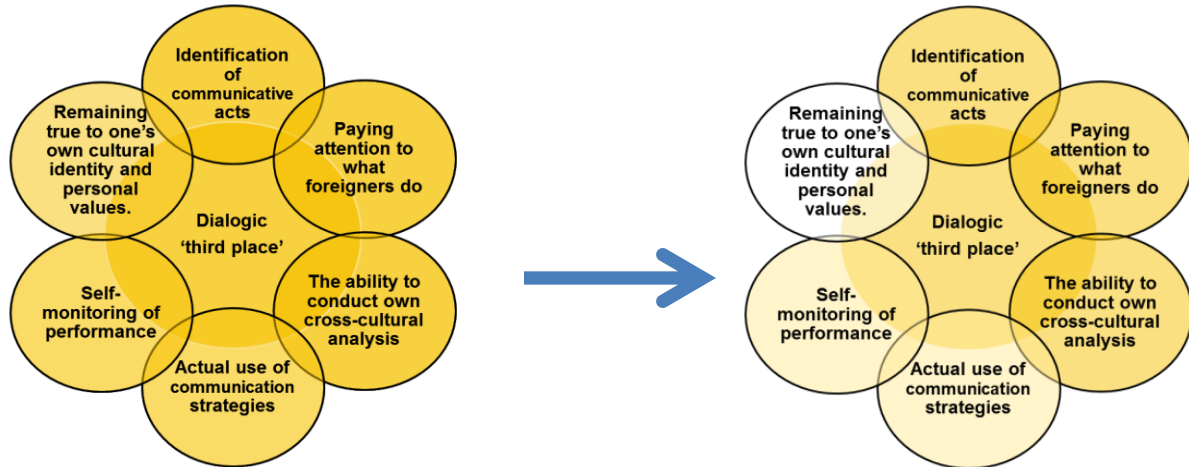 Identification
of
communicative
acts
Paying
attention to
what
foreigners do
The ability to
conduct own
cross-cultural
analysis
Actual use of
communication
strategies
Self-
monitoring of
performance
Remaining
true to one's
own cultural
identity and
personal
values.
Dialogic
'third place'
Identification
of
communicative
acts
Paying
attention to
what
foreigners do
The ability to
conduct own
cross-cultural
analysis
Actual use of
communication
strategies
Self-
monitoring of
performance
Remaining
true to one's
own cultural
identity and
personal
values.
Dialogic
'third place'